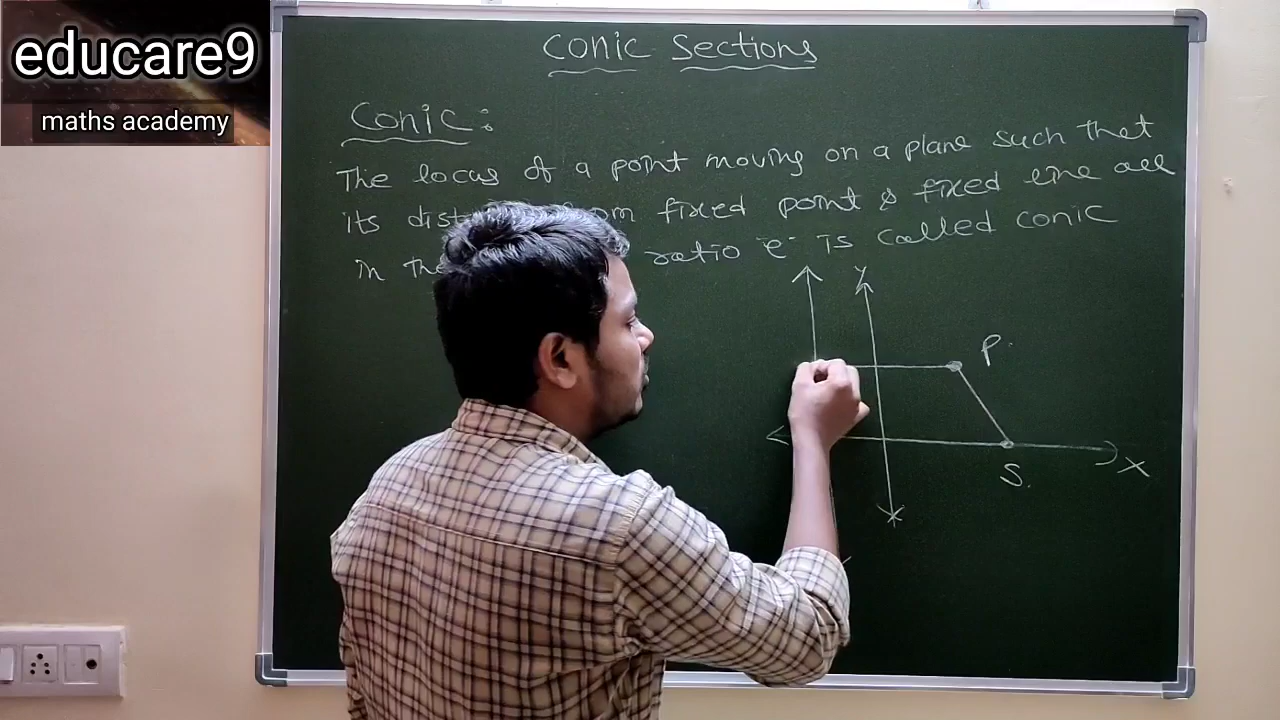 educare9
maths academy
Conic Sections
Conic:
The locus of a point moving on a plane such that
its from fixed point & fixed line are
in the ratio "e" is called conic
Y
P.
S.
X